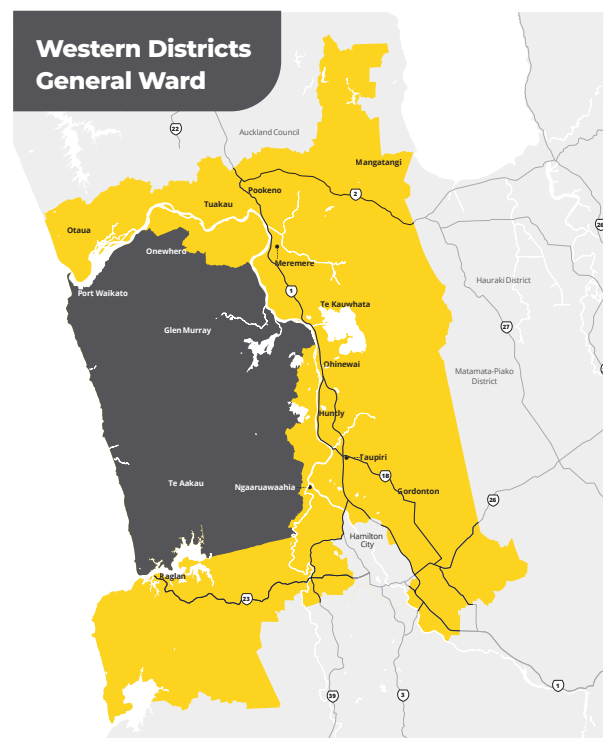 Western Districts
General Ward
22
Auckland Council
Mangatangi
Pookeno
2
Tuakau
Otaua
Onewhero
Meremere
Hauraki District
Port Waikato
1
Te Kauwhata
Glen Murray
27
Ohinewai
Matamata-Piako
District
Huntly
Taupiri
1B
Te Aakau
Ngaaruawaahia
Gordonton
26
Hamilton
City
Raglan
23
1
39
3